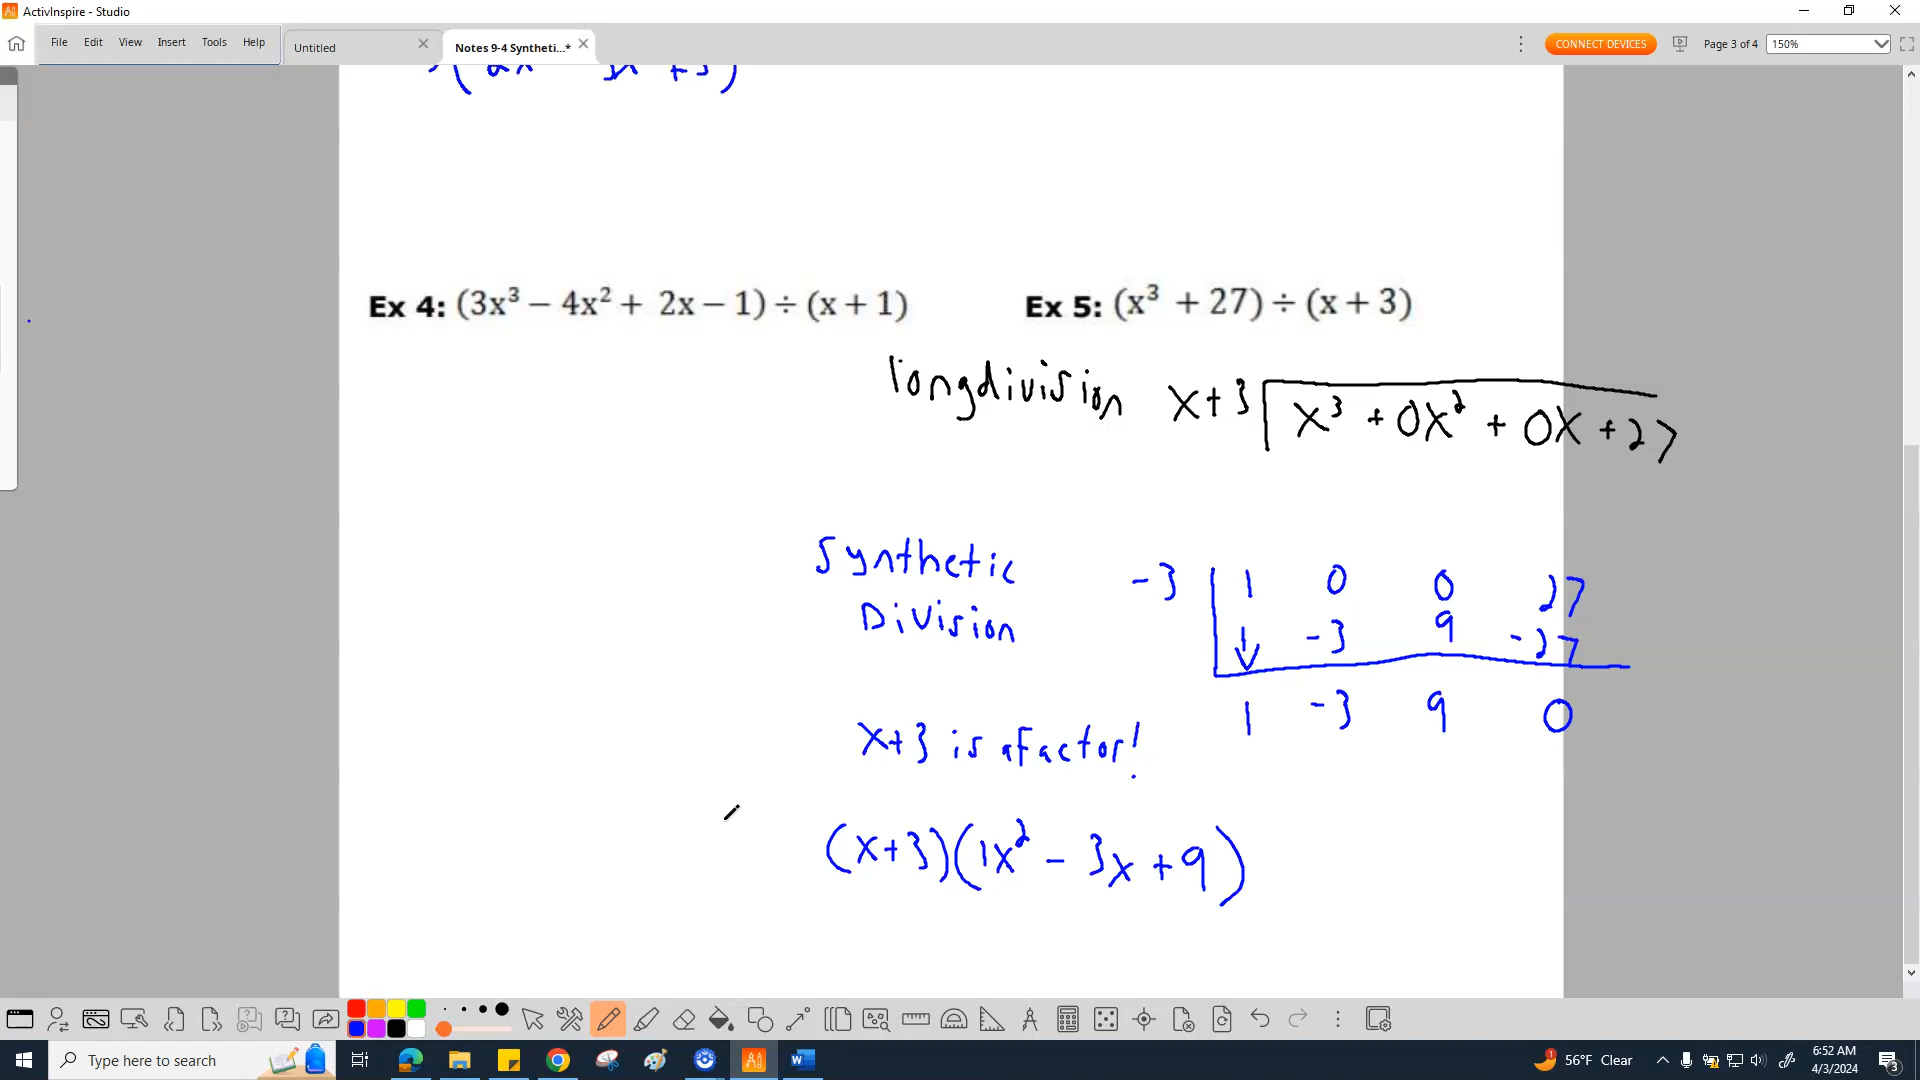 ActivInspire - Studio
File Edit View Insert Tools Help
Untitled
Notes 9-4 Syntheti...*
CONNECT DEVICES
Page 3 of 4
150%
Ex 4: (3x³ − 4x² + 2x − 1) ÷ (x + 1)
Ex 5: (x³ + 27) ÷ (x + 3)
longdivision x+3 x³ + 0x² + 0x + 27
Synthetic
Division
-3 1 0 0 27
↓ -3 9 -27
1 -3 9 0
x+3 is a factor!
(x+3)(1x² - 3x + 9)
Type here to search
56°F Clear
6:52 AM
4/3/2024